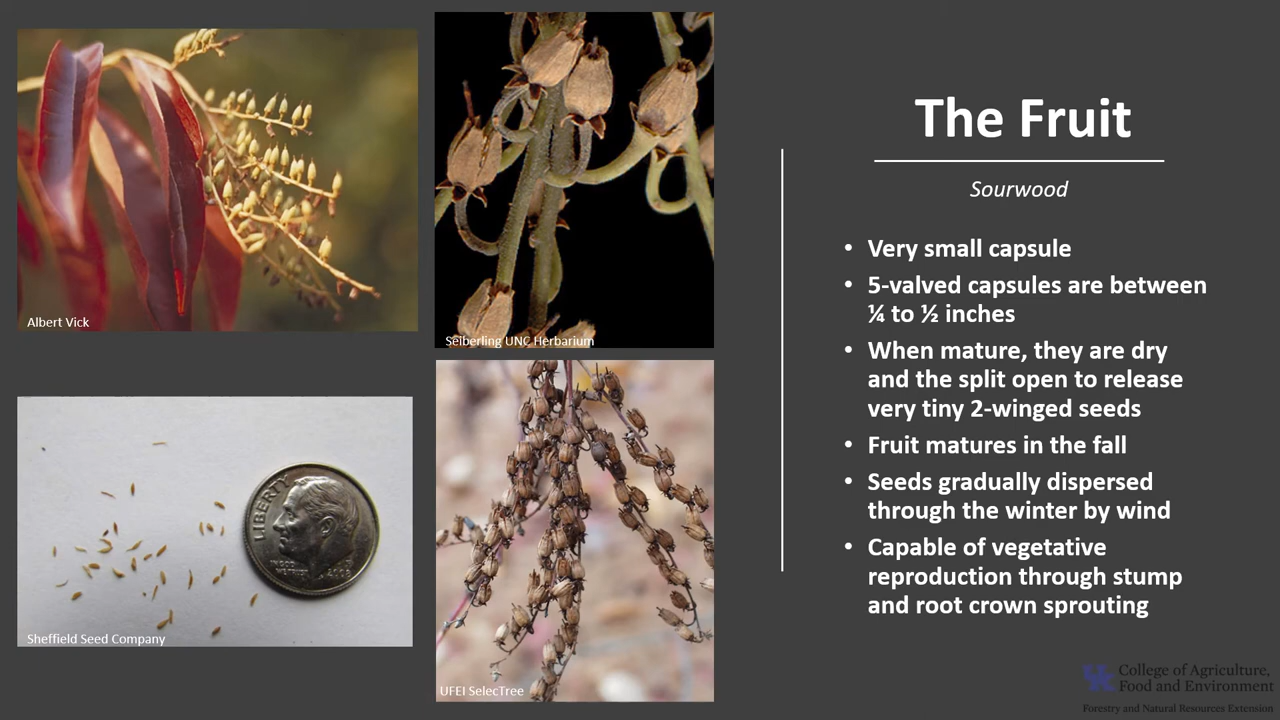 The Fruit
Sourwood
• Very small capsule
• 5-valved capsules are between
¼ to ½ inches
• When mature, they are dry
and the split open to release
very tiny 2-winged seeds
• Fruit matures in the fall
• Seeds gradually dispersed
through the winter by wind
• Capable of vegetative
reproduction through stump
and root crown sprouting
Albert Vick
Seiberling UNC Herbarium
LIBERTY
IN GOD
WE TRUST
Sheffield Seed Company
UFEI SelecTree
UK
College of Agriculture,
Food and Environment
Forestry and Natural Resources Extension